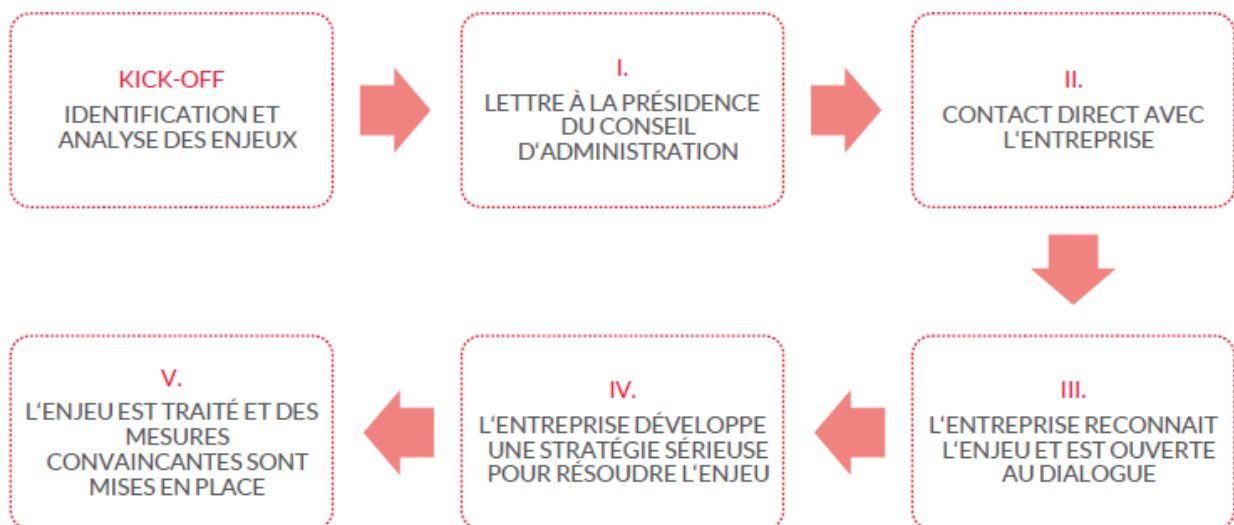 KICK-OFF
IDENTIFICATION ET
ANALYSE DES ENJEUX
I.
LETTRE À LA PRÉSIDENCE
DU CONSEIL
D‘ADMINISTRATION
II.
CONTACT DIRECT AVEC
L‘ENTREPRISE
III.
L‘ENTREPRISE RECONNAIT
L‘ENJEU ET EST OUVERTE
AU DIALOGUE
IV.
L‘ENTREPRISE DÉVELOPPE
UNE STRATÉGIE SÉRIEUSE
POUR RÉSOUDRE L‘ENJEU
V.
L‘ENJEU EST TRAITÉ ET DES
MESURES
CONVAINCANTES SONT
MISES EN PLACE